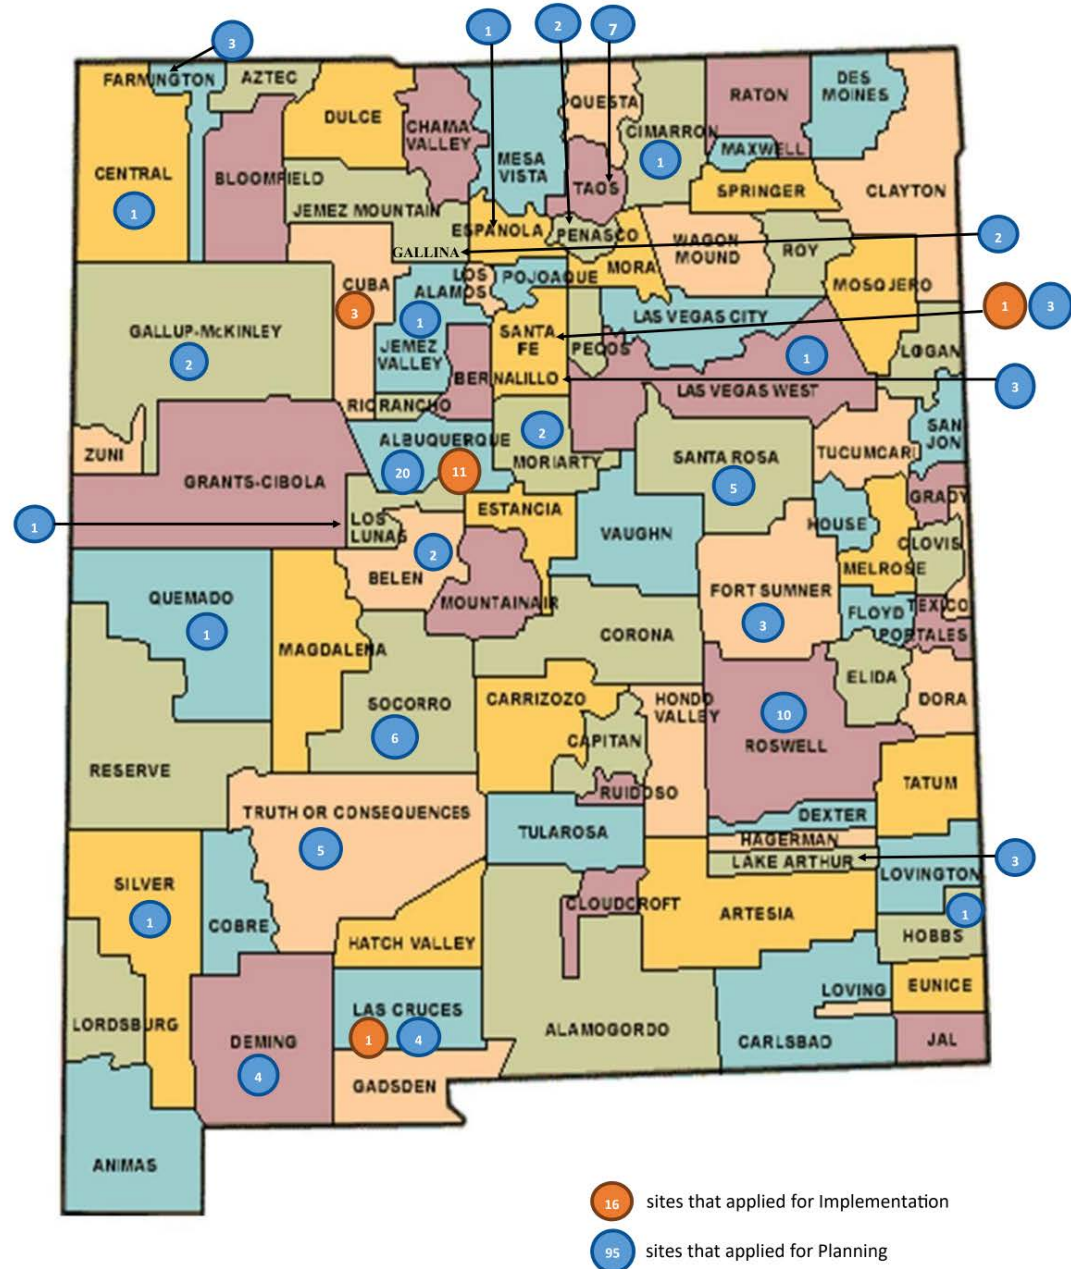 3
1
2
7
FARMINGTON
AZTEC
DULCE
CHAMA
VALLEY
MESA
VISTA
QUESTA
CIMARRON
1
RATON
DES
MOINES
MAXWELL
CENTRAL
1
BLOOMFIELD
TAOS
SPRINGER
CLAYTON
JEMEZ MOUNTAIN
ESPANOLA
PENASCO
WAGON
MOUND
ROY
GALLINA
2
CUBA
3
LOS
ALAMOS
POJOAQUE
MORA
MOSQJERO
1
JEMEZ
VALLEY
1
3
GALLUP-McKINLEY
2
SANTA
FE
PECOS
LAS VEGAS CITY
1
LOGAN
BERNALILLO
3
LAS VEGAS WEST
RIO RANCHO
ZUNI
GRANTS-CIBOLA
ALBUQUERQUE
20
11
2
MORIARTY
SANTA ROSA
5
TUCUMCARI
SAN
JON
GRADY
1
LOS
LUNAS
ESTANCIA
VAUGHN
HOUSE
CLOVIS
MELROSE
2
BELEN
MOUNTAINAIR
FORT SUMNER
3
FLOYD
TEXICO
PORTALES
QUEMADO
1
MAGDALENA
CORONA
ELIDA
DORA
SOCORRO
6
CARRIZOZO
HONDO
VALLEY
CAPITAN
10
ROSWELL
RESERVE
RUIDOSO
TATUM
TRUTH OR CONSEQUENCES
5
TULAROSA
DEXTER
HAGERMAN
LAKE ARTHUR
3
LOVINGTON
SILVER
1
COBRE
HATCH VALLEY
CLOUDCROFT
ARTESIA
1
HOBBS
LORDSBURG
DEMING
4
LAS CRUCES
1
4
GADSDEN
ALAMOGORDO
LOVING
CARLSBAD
EUNICE
JAL
ANIMAS
16 sites that applied for Implementation
95 sites that applied for Planning